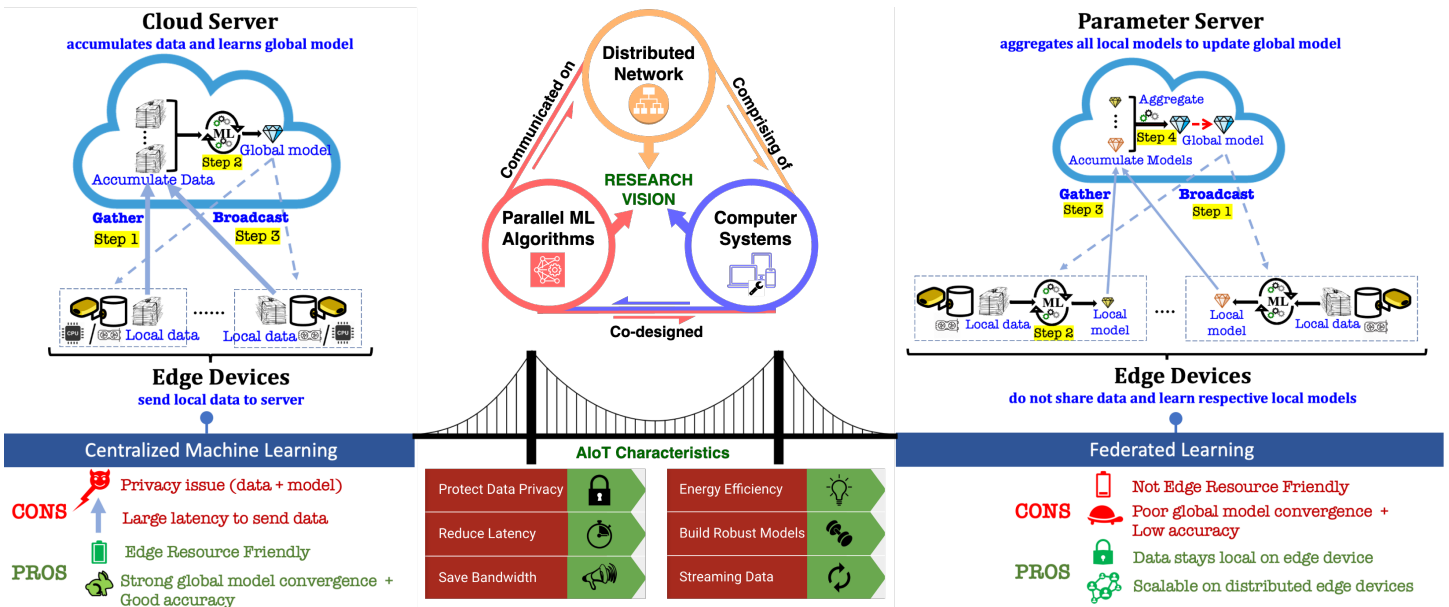 Cloud Server
accumulates data and learns global model
ML
Step 2
Global model
Accumulate Data
Gather
Step 1
Broadcast
Step 3
CPU
Local data
......
Local data
CPU
Edge Devices
send local data to server
Centralized Machine Learning
CONS
Privacy issue (data + model)
Large latency to send data
PROS
Edge Resource Friendly
Strong global model convergence +
Good accuracy
Distributed
Network
Communicated on
Comprising of
RESEARCH
VISION
Parallel ML
Algorithms
Computer
Systems
Co-designed
AIoT Characteristics
Protect Data Privacy
Energy Efficiency
Reduce Latency
Build Robust Models
Save Bandwidth
Streaming Data
Parameter Server
aggregates all local models to update global model
Aggregate
Step 4
Global model
Accumulate Models
Gather
Step 3
Broadcast
Step 1
ML
Local data
Step 2
Local
model
....
Local
model
ML
Local data
Edge Devices
do not share data and learn respective local models
Federated Learning
CONS
Not Edge Resource Friendly
Poor global model convergence +
Low accuracy
PROS
Data stays local on edge device
Scalable on distributed edge devices